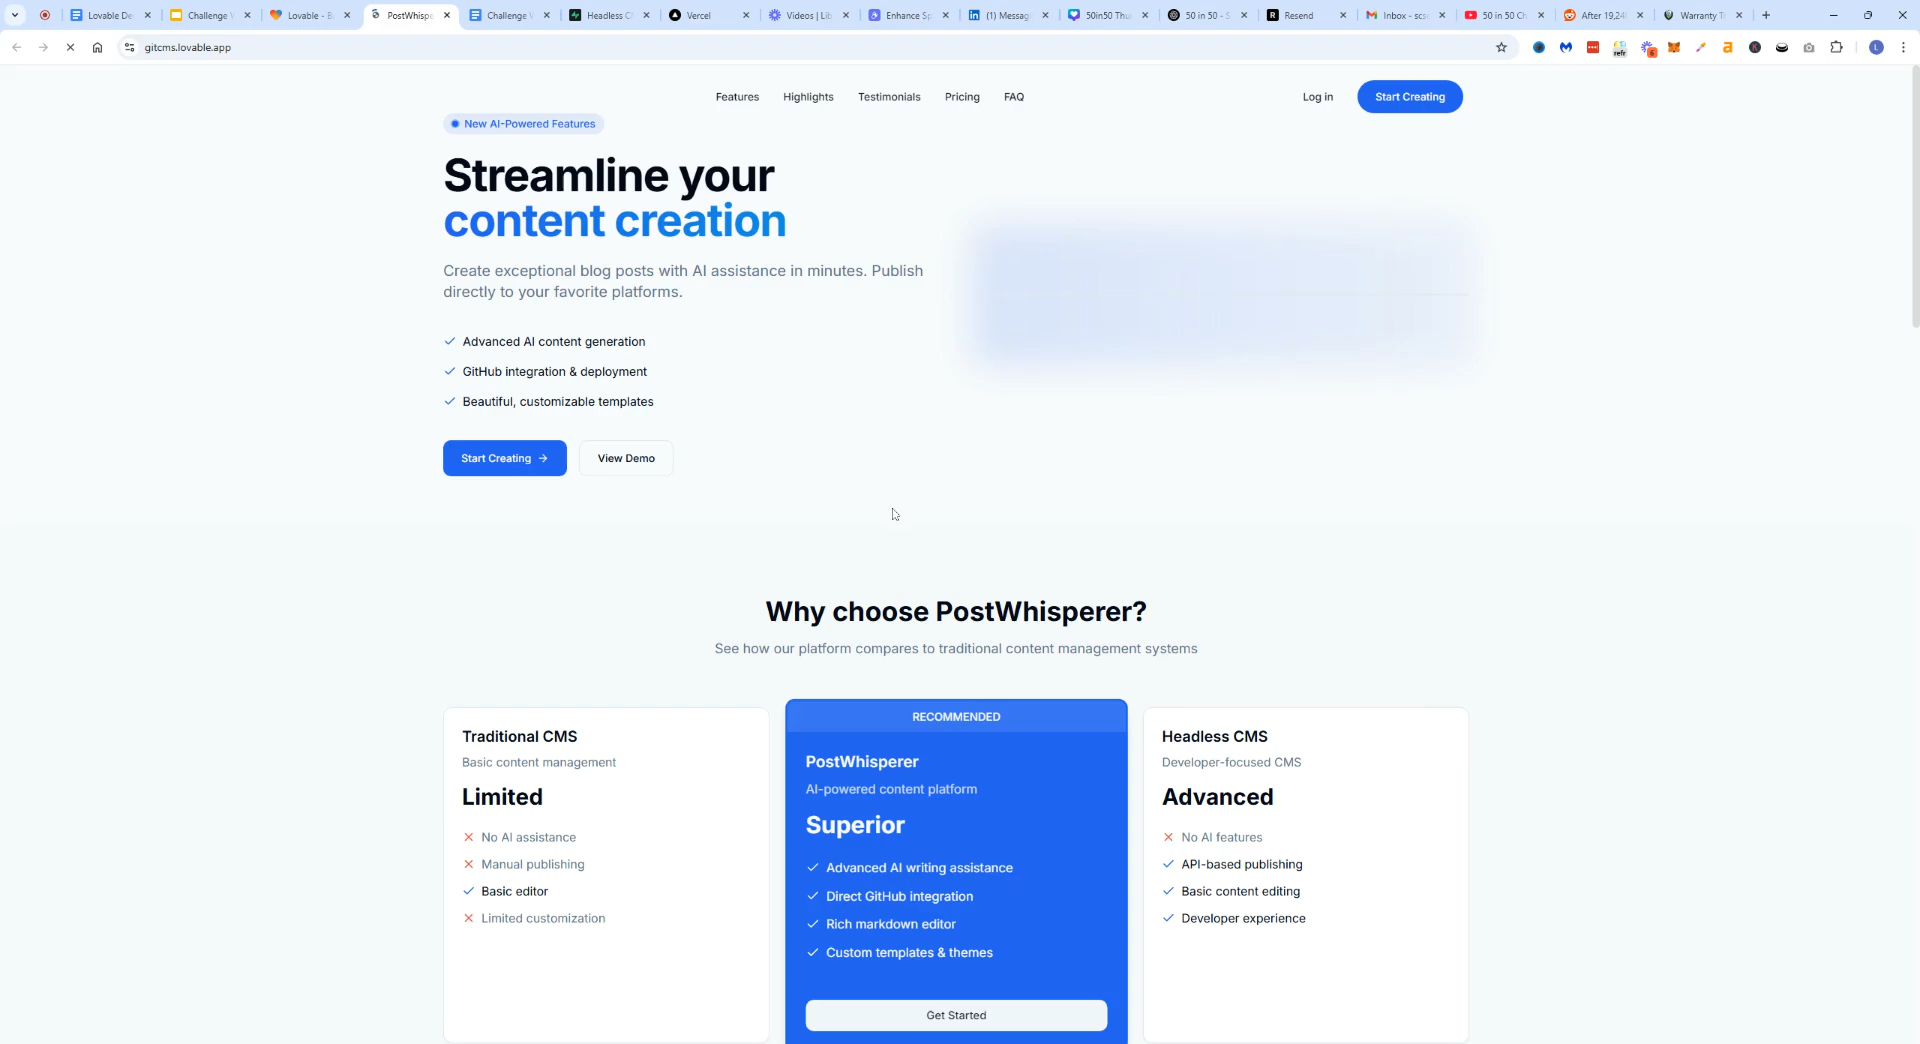 Lovable De
Challenge V
Lovable - B
PostWhispe
Challenge V
Headless C
Vercel
Videos | Lib
Enhance Sp
(1) Messag
50in50 Thu
50 in 50 - S
Resend
Inbox - scs
50 in 50 Ch
After 19,24
Warranty T
gitcms.lovable.app
Features
Highlights
Testimonials
Pricing
FAQ
Log in
Start Creating
New AI-Powered Features
Streamline your
content creation
Create exceptional blog posts with AI assistance in minutes. Publish
directly to your favorite platforms.
Advanced AI content generation
GitHub integration & deployment
Beautiful, customizable templates
Start Creating
View Demo
Why choose PostWhisperer?
See how our platform compares to traditional content management systems
Traditional CMS
Basic content management
Limited
No AI assistance
Manual publishing
Basic editor
Limited customization
RECOMMENDED
PostWhisperer
AI-powered content platform
Superior
Advanced AI writing assistance
Direct GitHub integration
Rich markdown editor
Custom templates & themes
Get Started
Headless CMS
Developer-focused CMS
Advanced
No AI features
API-based publishing
Basic content editing
Developer experience